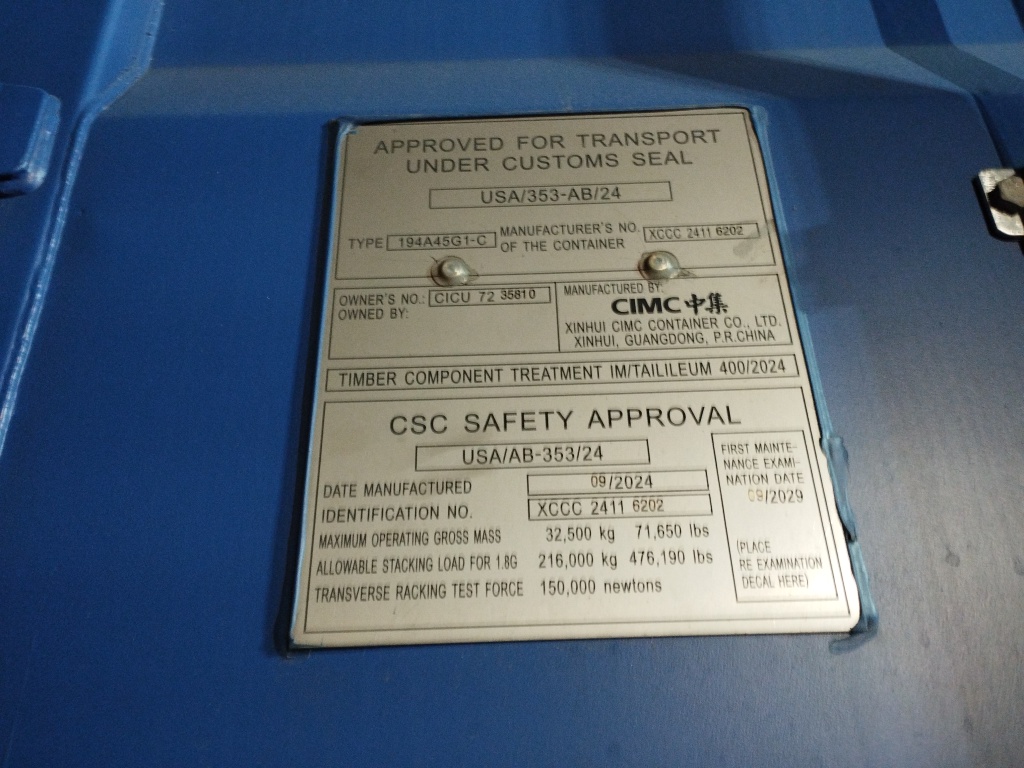 APPROVED FOR TRANSPORT
UNDER CUSTOMS SEAL
USA/353-AB/24
TYPE 194A45G1-C
MANUFACTURER'S NO.
OF THE CONTAINER
XCCC 2411 6202
OWNER'S NO.: CICU 72 35810
OWNED BY:
MANUFACTURED BY:
CIMC 中集
XINHUI CIMC CONTAINER CO., LTD.
XINHUI, GUANGDONG, P.R.CHINA
TIMBER COMPONENT TREATMENT IM/TAILILEUM 400/2024
CSC SAFETY APPROVAL
USA/AB-353/24
DATE MANUFACTURED 09/2024
IDENTIFICATION NO. XCCC 2411 6202
MAXIMUM OPERATING GROSS MASS 32,500 kg 71,650 lbs
ALLOWABLE STACKING LOAD FOR 1.8G 216,000 kg 476,190 lbs
TRANSVERSE RACKING TEST FORCE 150,000 newtons
FIRST MAINTE-
NANCE EXAMI-
NATION DATE
09/2029
(PLACE
RE EXAMINATION
DECAL HERE)